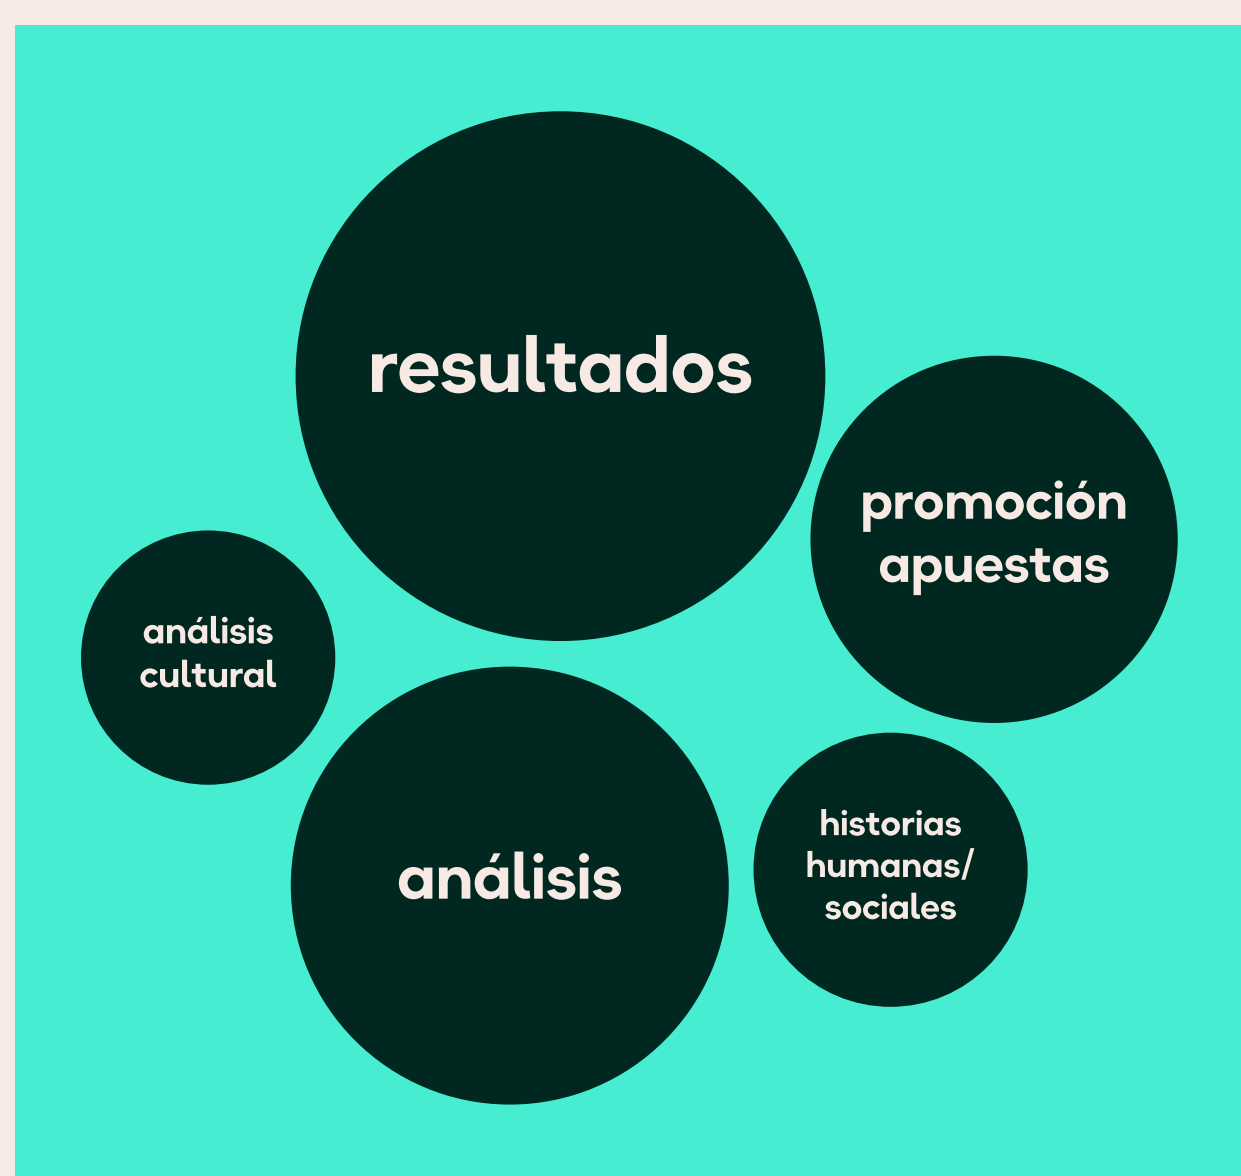 resultados
promoción
apuestas
análisis
cultural
análisis
historias
humanas/
sociales